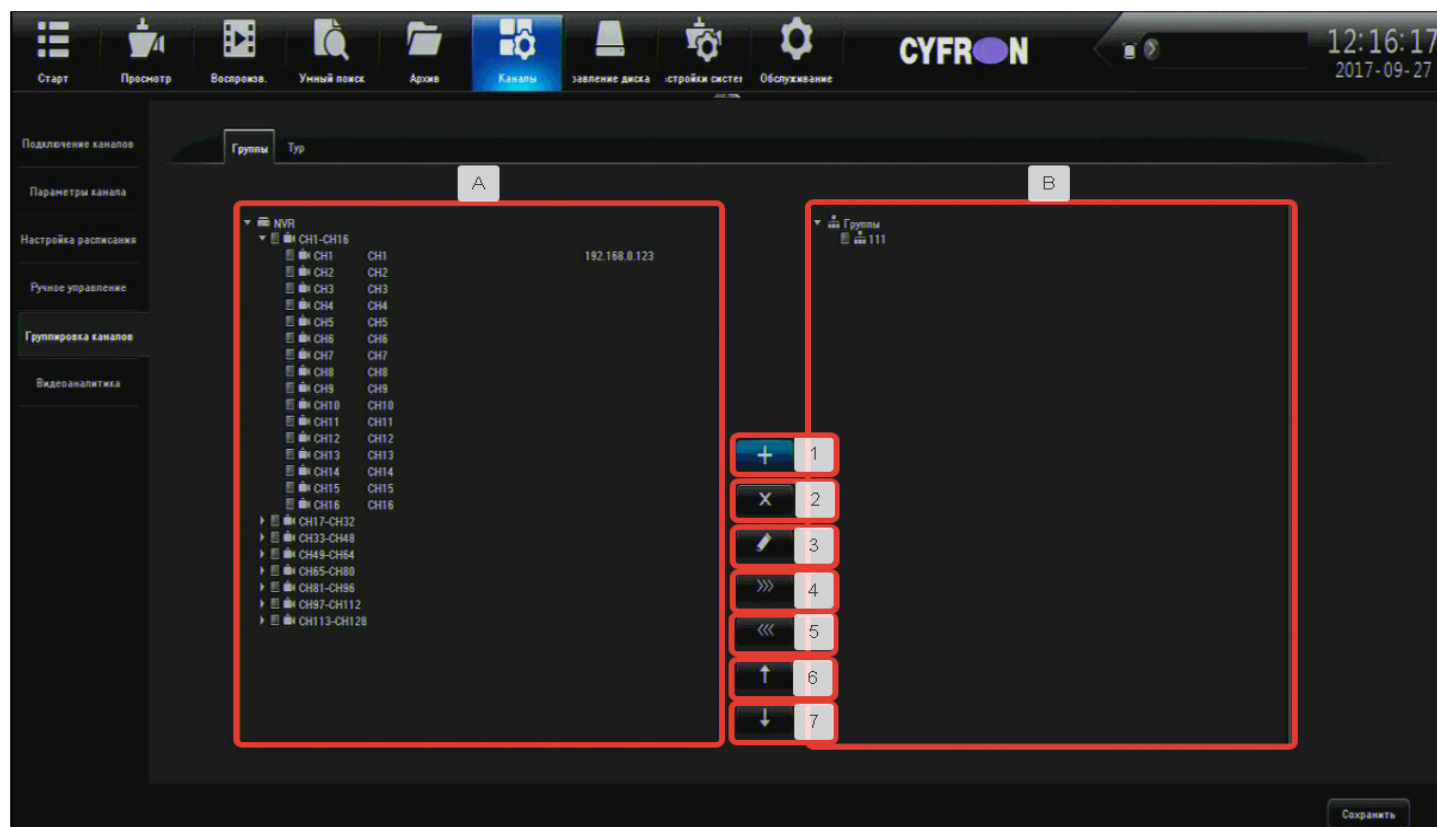 Старт Просмотр Воспроизв. Умный поиск Архив Каналы равление диска істройки систег Обслуживание CYFRON 12:16:17
2017-09-27
Подключение каналов
Параметры канала
Настройка расписания
Ручное управление
Группировка каналов
Видеоаналитика
Группы Тур
A
B
NVR
CH1-CH16
CH1 CH1 192.168.0.123
CH2 CH2
CH3 CH3
CH4 CH4
CH5 CH5
CH6 CH6
CH7 CH7
CH8 CH8
CH9 CH9
CH10 CH10
CH11 CH11
CH12 CH12
CH13 CH13
CH14 CH14
CH15 CH15
CH16 CH16
CH17-CH32
CH33-CH48
CH49-CH64
CH65-CH80
CH81-CH96
CH97-CH112
CH113-CH128
1
2
3
4
5
6
7
Группы
111
Сохранить